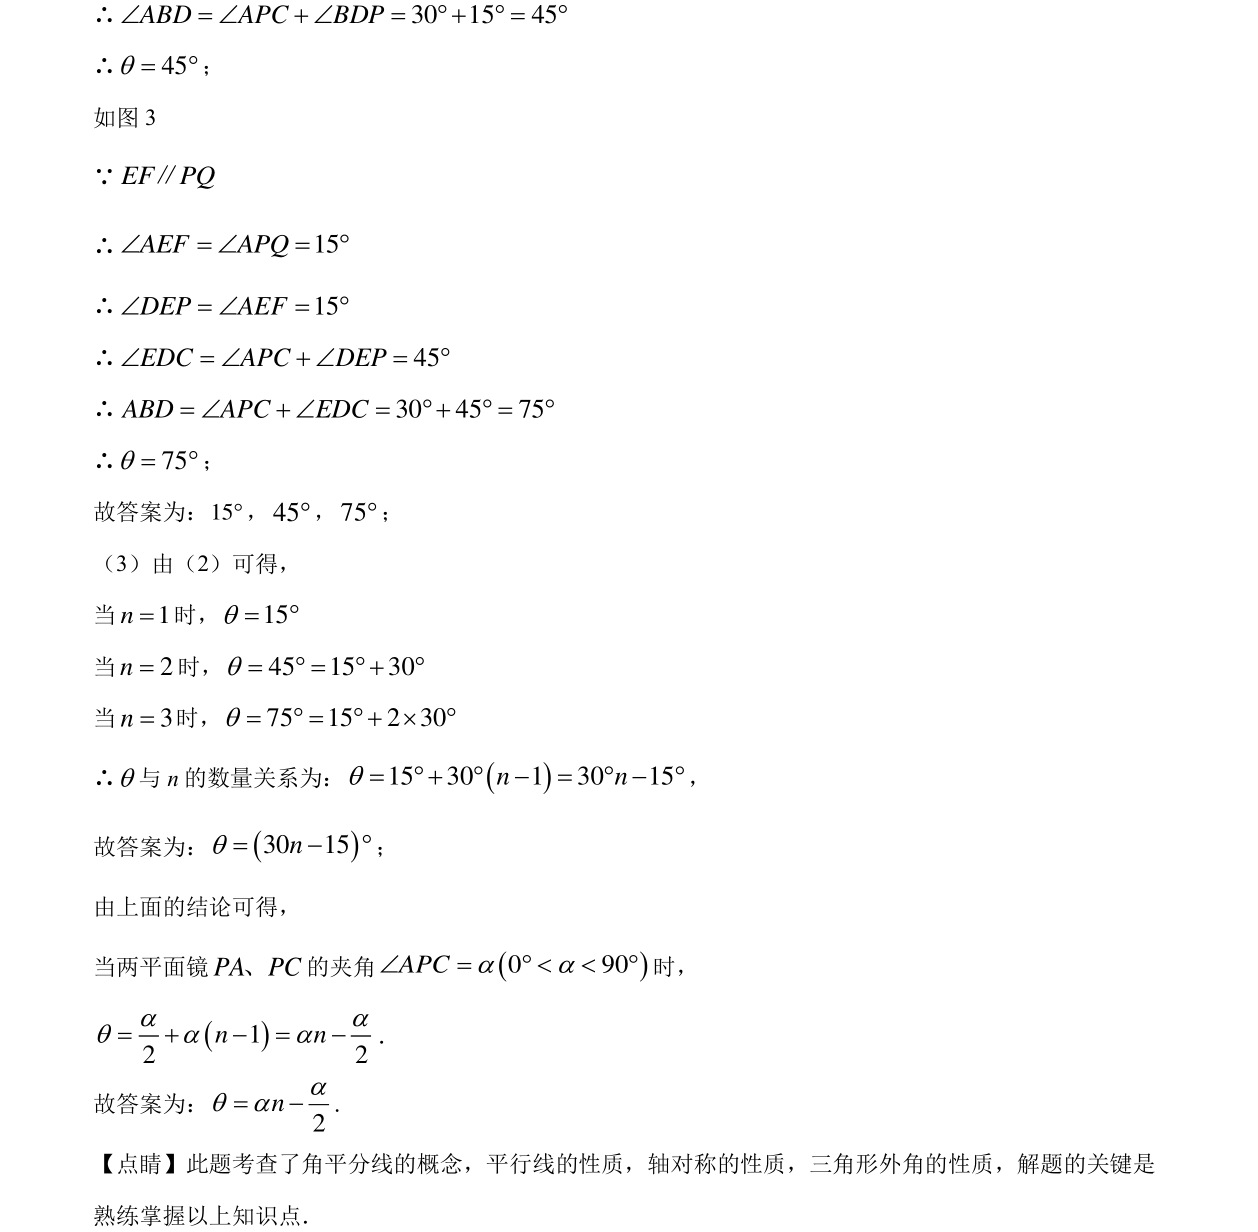 ∴∠ABD=∠APC+∠BDP=30°+15°=45°
∴θ=45°；
如图 3
∵EF∥PQ
∴∠AEF=∠APQ=15°
∴∠DEP=∠AEF=15°
∴∠EDC=∠APC+∠DEP=45°
∴ABD=∠APC+∠EDC=30°+45°=75°
∴θ=75°；
故答案为：15°，45°，75°；
（3）由（2）可得，
当n=1时，θ=15°
当n=2时，θ=45°=15°+30°
当n=3时，θ=75°=15°+2×30°
∴θ与 n 的数量关系为：θ=15°+30°(n−1)=30°n−15°，
故答案为：θ=(30n−15)°；
由上面的结论可得，
当两平面镜PA、PC的夹角∠APC=α(0°<α<90°)时，
θ=α/2+α(n−1)=αn−α/2．
故答案为：θ=αn−α/2．
【点睛】此题考查了角平分线的概念，平行线的性质，轴对称的性质，三角形外角的性质，解题的关键是
熟练掌握以上知识点．